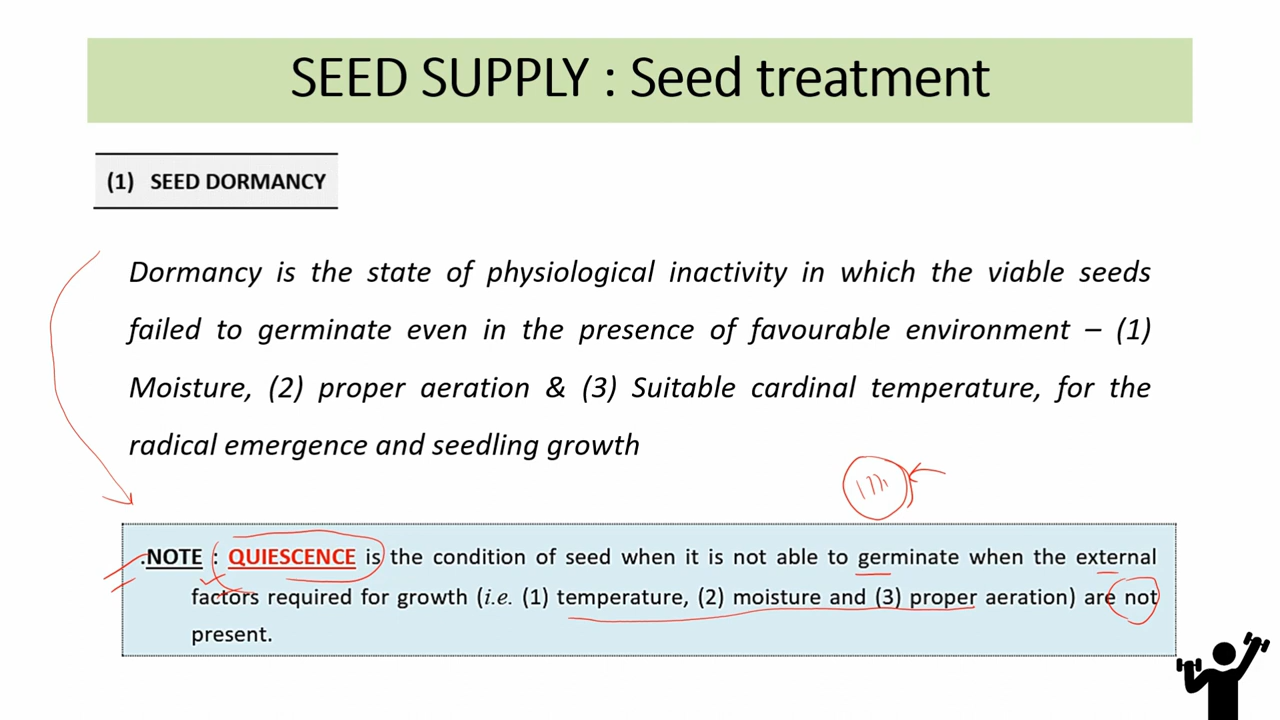 SEED SUPPLY : Seed treatment
(1) SEED DORMANCY
Dormancy is the state of physiological inactivity in which the viable seeds
failed to germinate even in the presence of favourable environment – (1)
Moisture, (2) proper aeration & (3) Suitable cardinal temperature, for the
radical emergence and seedling growth
.NOTE : QUIESCENCE is the condition of seed when it is not able to germinate when the external
factors required for growth (i.e. (1) temperature, (2) moisture and (3) proper aeration) are not
present.